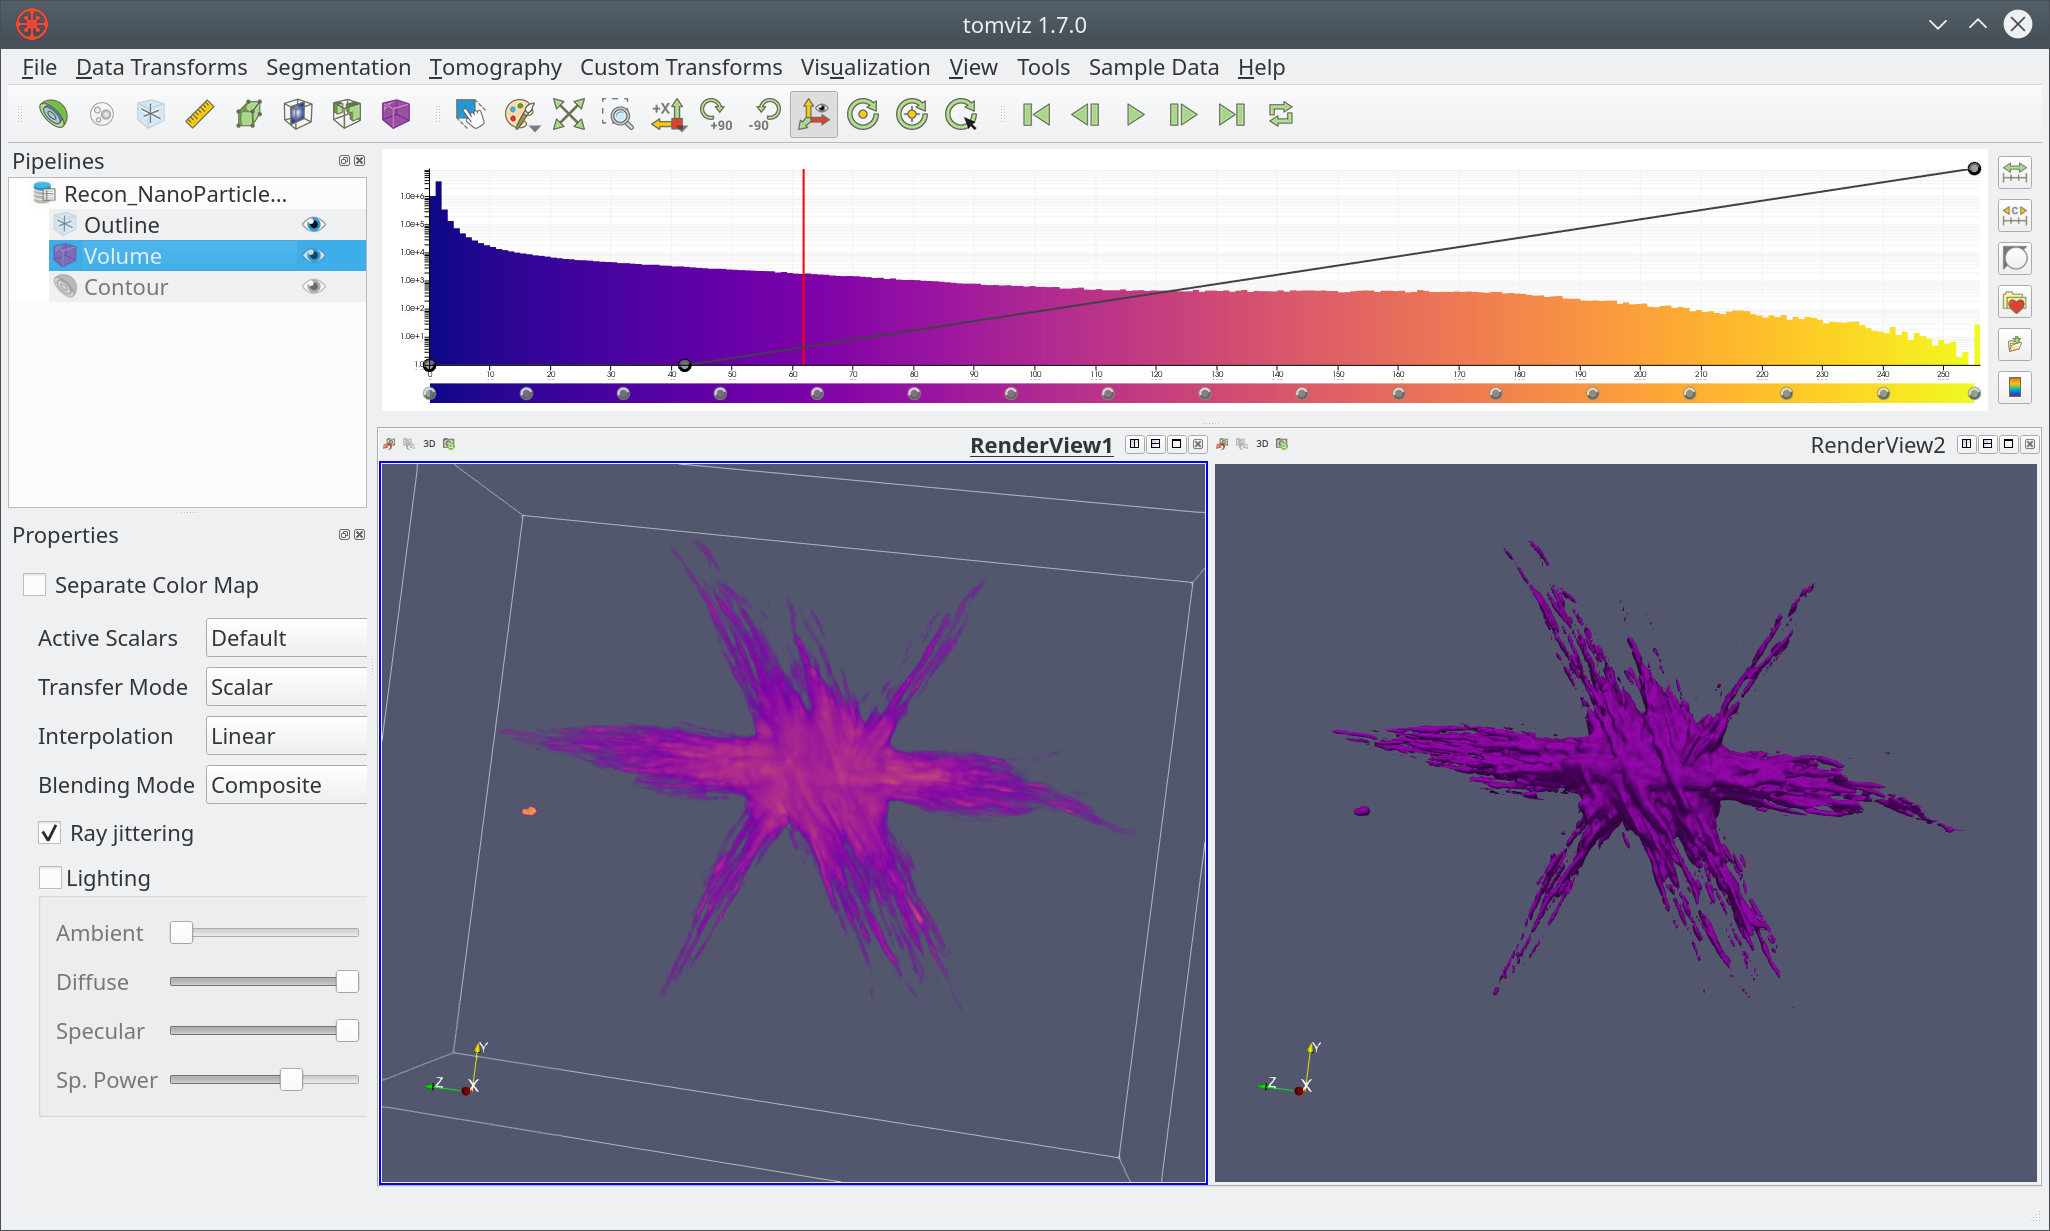 tomviz 1.7.0
File Data Transforms Segmentation Tomography Custom Transforms Visualization View Tools Sample Data Help
+X +90 -90
Pipelines
Recon_NanoParticle...
Outline
Volume
Contour
1.0e+6
1.0e+5
1.0e+4
1.0e+3
1.0e+2
1.0e+1
1.0
0 10 20 30 40 50 60 70 80 90 100 110 120 130 140 150 160 170 180 190 200 210 220 230 240 250
C
3D RenderView1 3D RenderView2
Properties
Separate Color Map
Active Scalars Default
Transfer Mode Scalar
Interpolation Linear
Blending Mode Composite
Ray jittering
Lighting
Ambient
Diffuse
Specular
Sp. Power
Y
Z X
Y
Z X